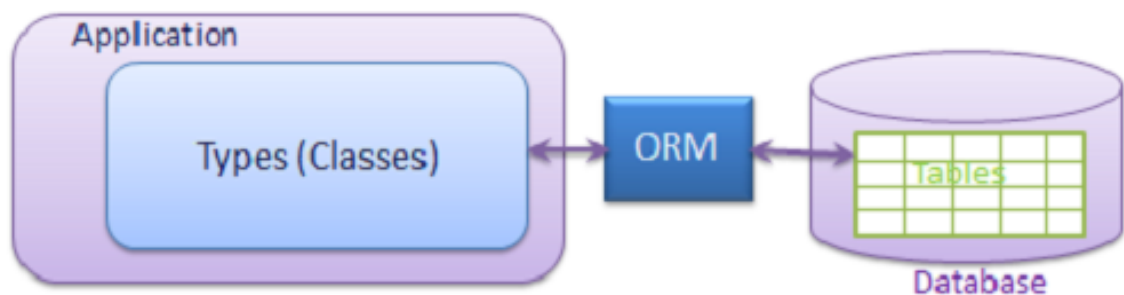 Application
Types (Classes)
ORM
Tables
Database